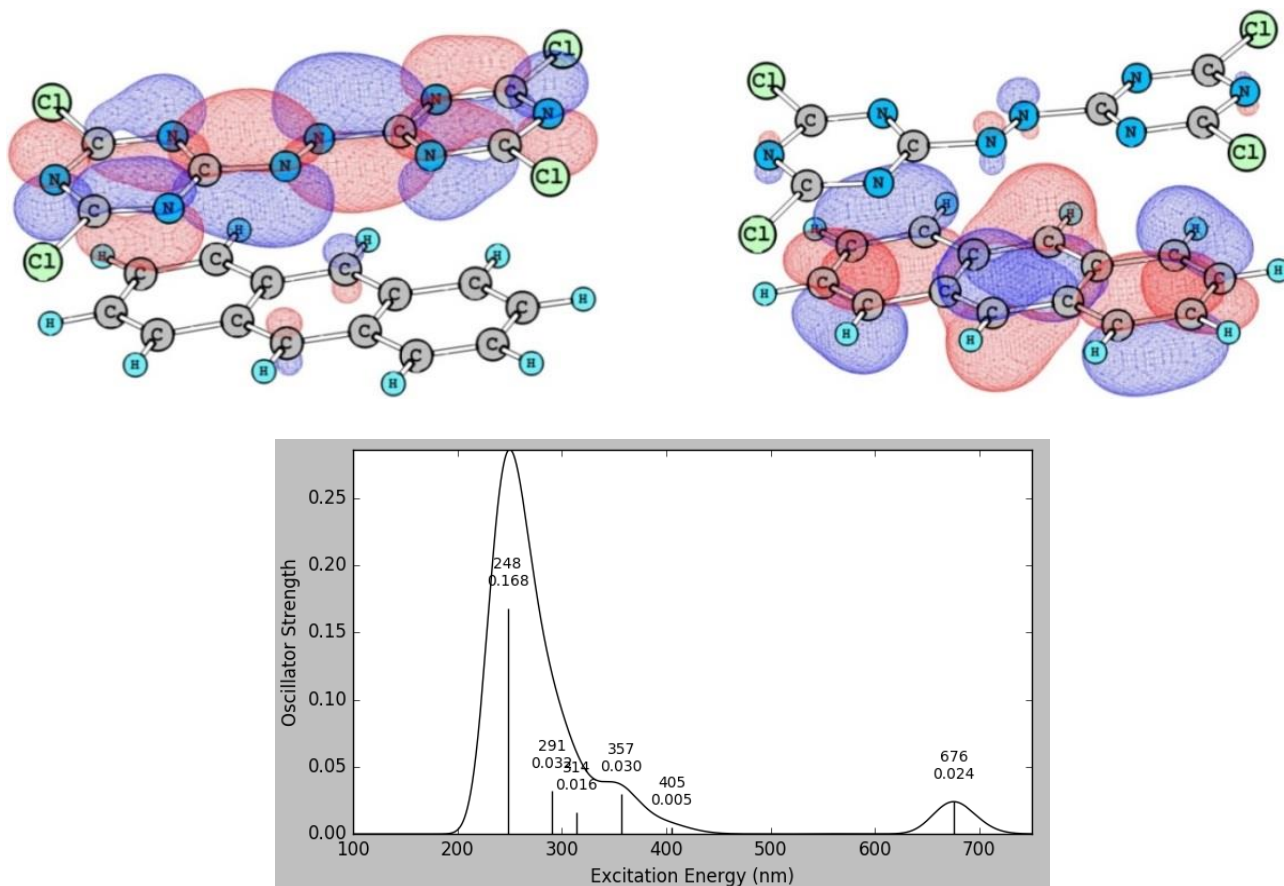 Cl
Cl
C
N
N
C
N
N
C
C
N
C
N
N
Cl
N
C
H
H
H
H
C
Cl
C
C
C
C
C
H
C
C
H
C
C
C
C
C
C
H
H
H
H
Cl
C
N
Cl
N
C
N
N
C
C
N
N
C
Cl
N
N
C
H
H
H
H
C
Cl
C
C
C
C
C
H
C
C
H
C
C
C
C
C
C
H
H
H
H
Oscillator Strength
0.25
0.20
0.15
0.10
0.05
0.00
248
0.168
291
0.032
314
0.016
357
0.030
405
0.005
676
0.024
100 200 300 400 500 600 700
Excitation Energy (nm)